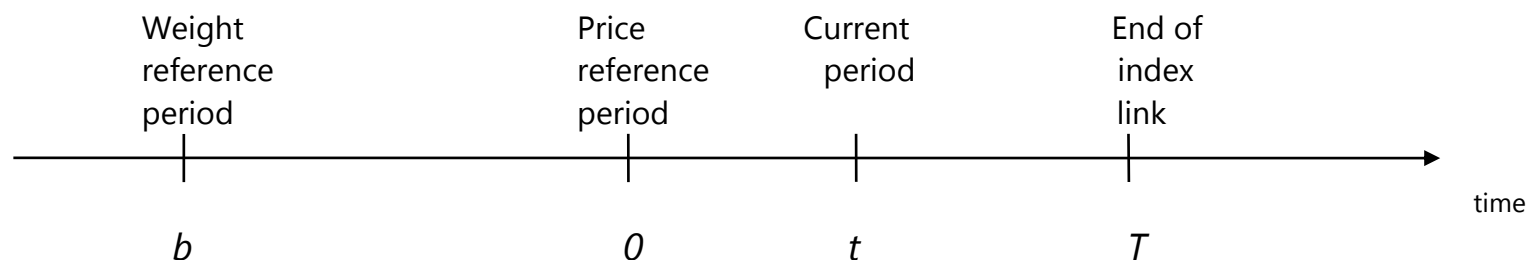 Weight
reference
period
Price
reference
period
Current
period
End of
index
link
time
b
0
t
T